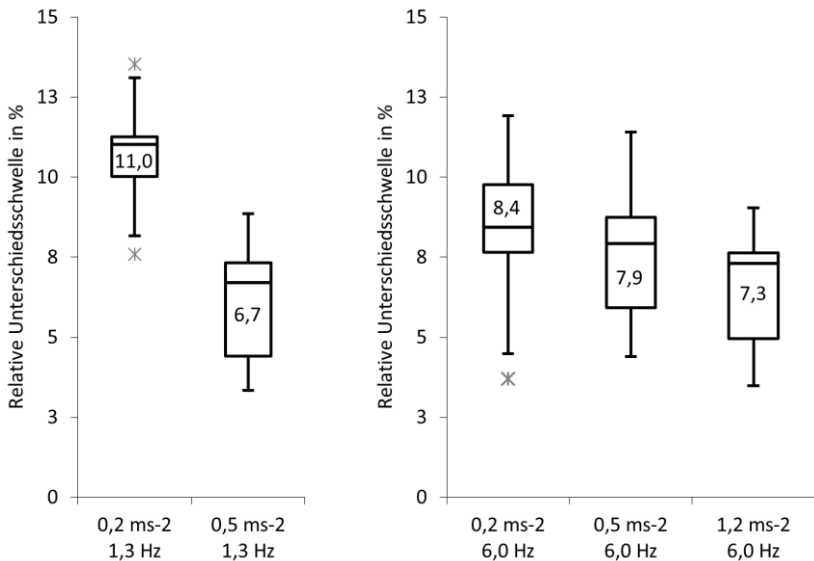 Relative Unterschiedsschwelle in %
15
13
10
8
5
3
0
11,0
6,7
0,2 ms-2
1,3 Hz
0,5 ms-2
1,3 Hz
Relative Unterschiedsschwelle in %
15
13
10
8
5
3
0
8,4
7,9
7,3
0,2 ms-2
6,0 Hz
0,5 ms-2
6,0 Hz
1,2 ms-2
6,0 Hz